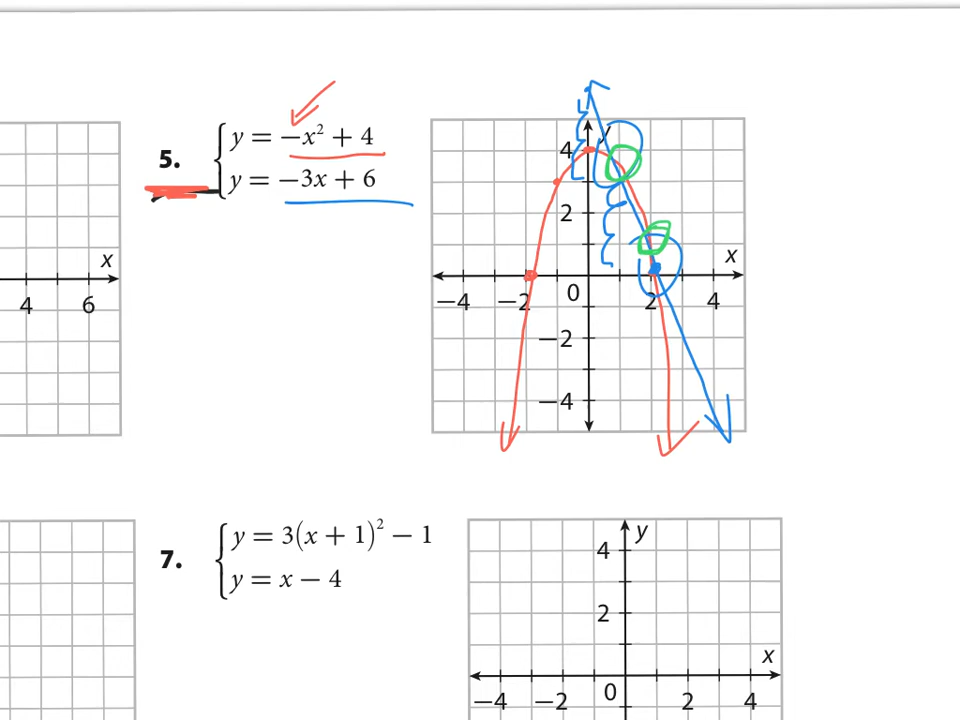 5. y = −x² + 4
y = −3x + 6
y
4
2
x
−4 −2 0 2 4
−2
−4
x
4 6
7. y = 3(x + 1)² − 1
y = x − 4
y
4
2
x
−4 −2 0 2 4